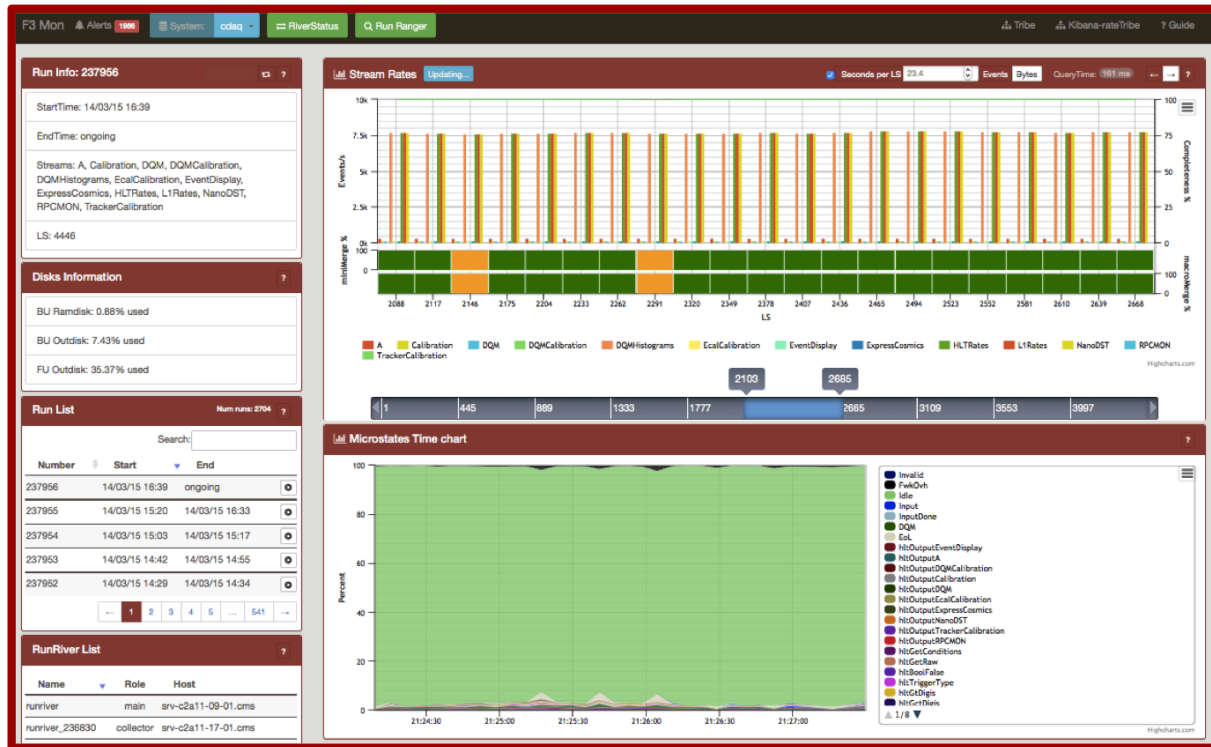 F3 Mon Alerts 1986 System: cdaq RiverStatus Run Ranger Tribe Kibana-rateTribe ? Guide
Run Info: 237956 ?
StartTime: 14/03/15 16:39
EndTime: ongoing
Streams: A, Calibration, DQM, DQMCalibration,
DQMHistograms, EcalCalibration, EventDisplay,
ExpressCosmics, HLTRates, L1Rates, NanoDST,
RPCMON, TrackerCalibration
LS: 4446
Disks Information ?
BU Ramdisk: 0.88% used
BU Outdisk: 7.43% used
FU Outdisk: 35.37% used
Run List Num runs: 2704 ?
Search:
Number Start End
237956 14/03/15 16:39 ongoing
237955 14/03/15 15:20 14/03/15 16:33
237954 14/03/15 15:03 14/03/15 15:17
237953 14/03/15 14:42 14/03/15 14:55
237952 14/03/15 14:29 14/03/15 14:34
← 1 2 3 4 5 ... 541 →
RunRiver List ?
Name Role Host
runriver main srv-c2a11-09-01.cms
runriver_236830 collector srv-c2a11-17-01.cms
Stream Rates Updating... Seconds per LS 23.4 Events Bytes QueryTime: 161 ms ← → ?
10k
7.5k
5k
2.5k
0k
Events/s
100
75
50
25
0
Completeness %
100
0
miniMerge %
100
0
macroMerge %
2088 2117 2146 2175 2204 2233 2262 2291 2320 2349 2378 2407 2436 2465 2494 2523 2552 2581 2610 2639 2668
LS
A Calibration DQM DQMCalibration DQMHistograms EcalCalibration EventDisplay ExpressCosmics HLTRates L1Rates NanoDST RPCMON
TrackerCalibration
Highcharts.com
2103 2685
1 445 889 1333 1777 2665 3109 3553 3997
Microstates Time chart ?
100
80
60
40
20
0
Percent
21:24:30 21:25:00 21:25:30 21:26:00 21:26:30 21:27:00
Invalid
FwkOvh
Idle
Input
InputDone
DQM
EoL
hltOutputEventDisplay
hltOutputA
hltOutputDQMCalibration
hltOutputCalibration
hltOutputDQM
hltOutputEcalCalibration
hltOutputExpressCosmics
hltOutputNanoDST
hltOutputTrackerCalibration
hltOutputRPCMON
hltGetConditions
hltGetRaw
hltBoolFalse
hltTriggerType
hltGtDigis
hltGctDigis
1/8
Highcharts.com